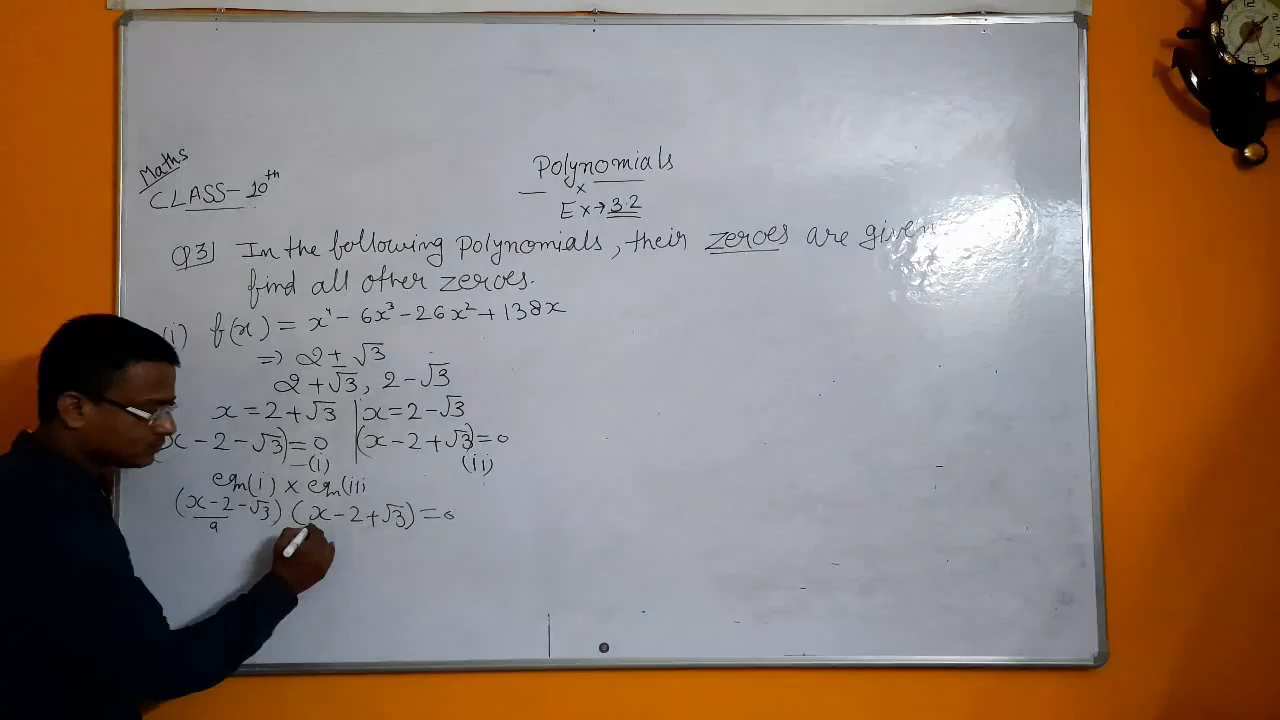 Maths
CLASS-10th
Polynomials
x
Ex→3.2
Q3) In the following Polynomials, their zeroes are given
find all other zeroes.
(i) f(x) = x⁴ - 6x³ - 26x² + 138x
=> 2 ± √3
2 + √3, 2 - √3
x = 2 + √3 | x = 2 - √3
x - 2 - √3) = 0 | (x - 2 + √3) = 0
-(i) (ii)
eqn(i) x eqn(ii)
(x - 2 - √3) (x - 2 + √3) = 0
a